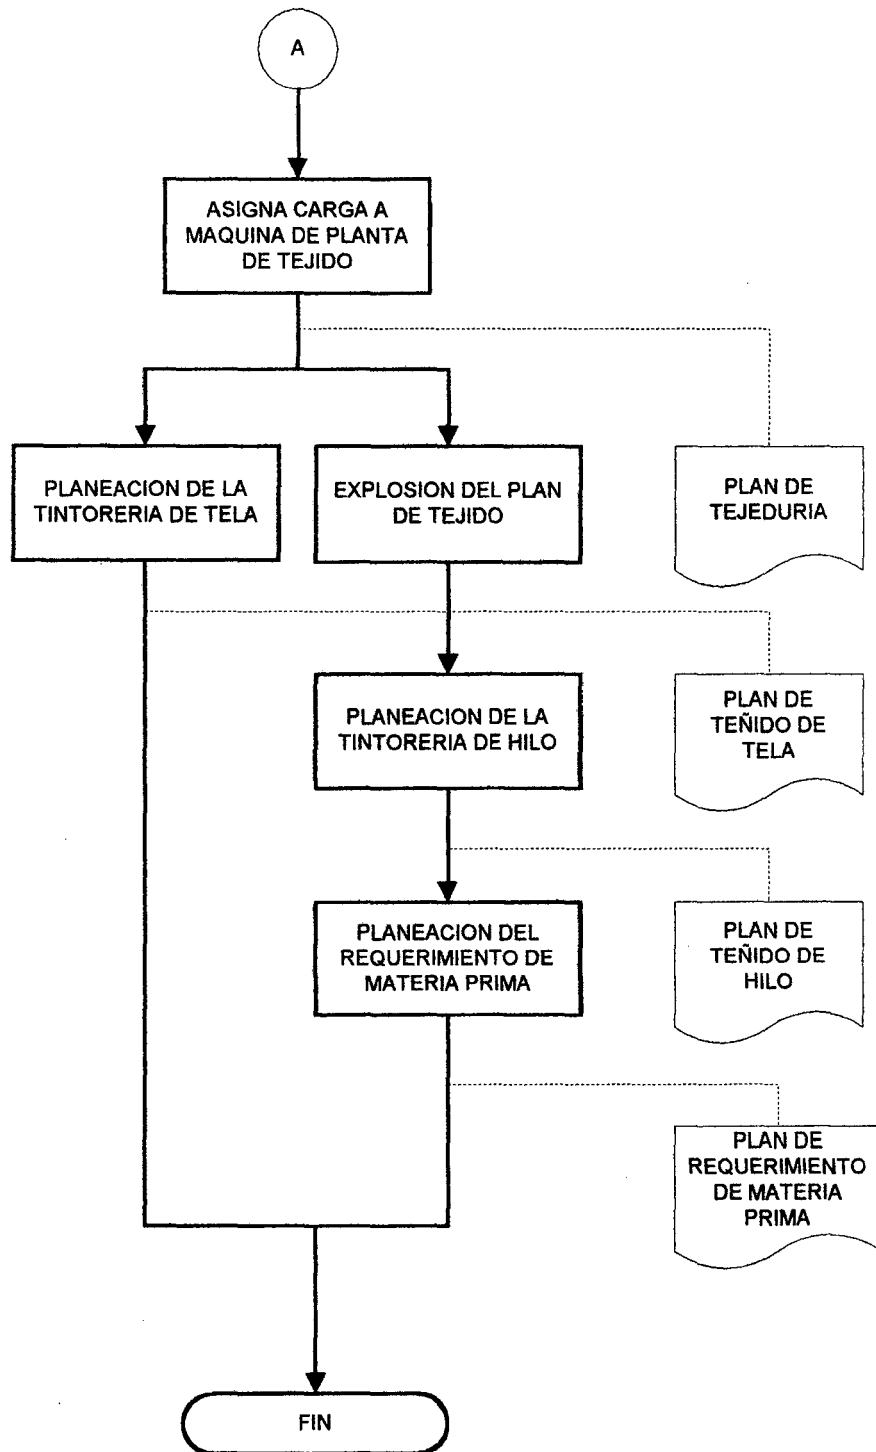 A
ASIGNA CARGA A
MAQUINA DE PLANTA
DE TEJIDO
PLANEACION DE LA
TINTORERIA DE TELA
EXPLOSION DEL PLAN
DE TEJIDO
PLAN DE
TEJEDURIA
PLANEACION DE LA
TINTORERIA DE HILO
PLAN DE
TEÑIDO DE
TELA
PLANEACION DEL
REQUERIMIENTO DE
MATERIA PRIMA
PLAN DE
TEÑIDO DE
HILO
PLAN DE
REQUERIMIENTO
DE MATERIA
PRIMA
FIN